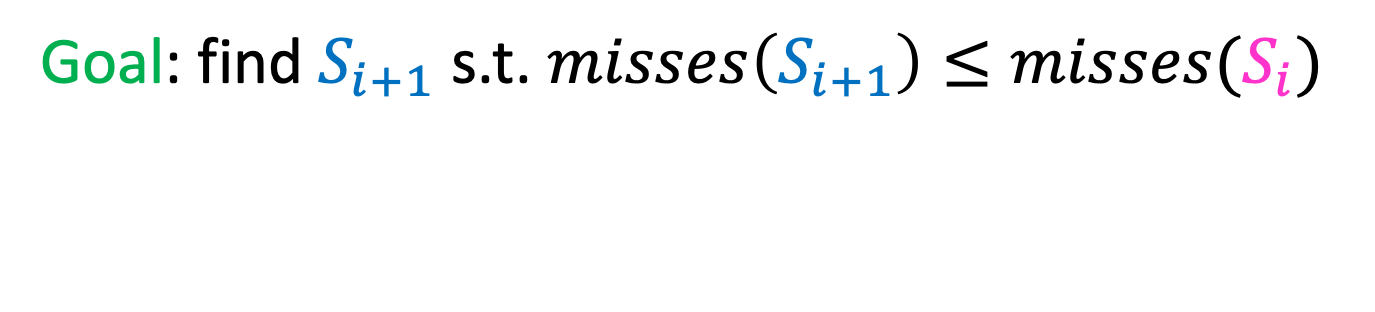 Goal: find S_{i+1} s.t. misses(S_{i+1}) ≤ misses(S_i)